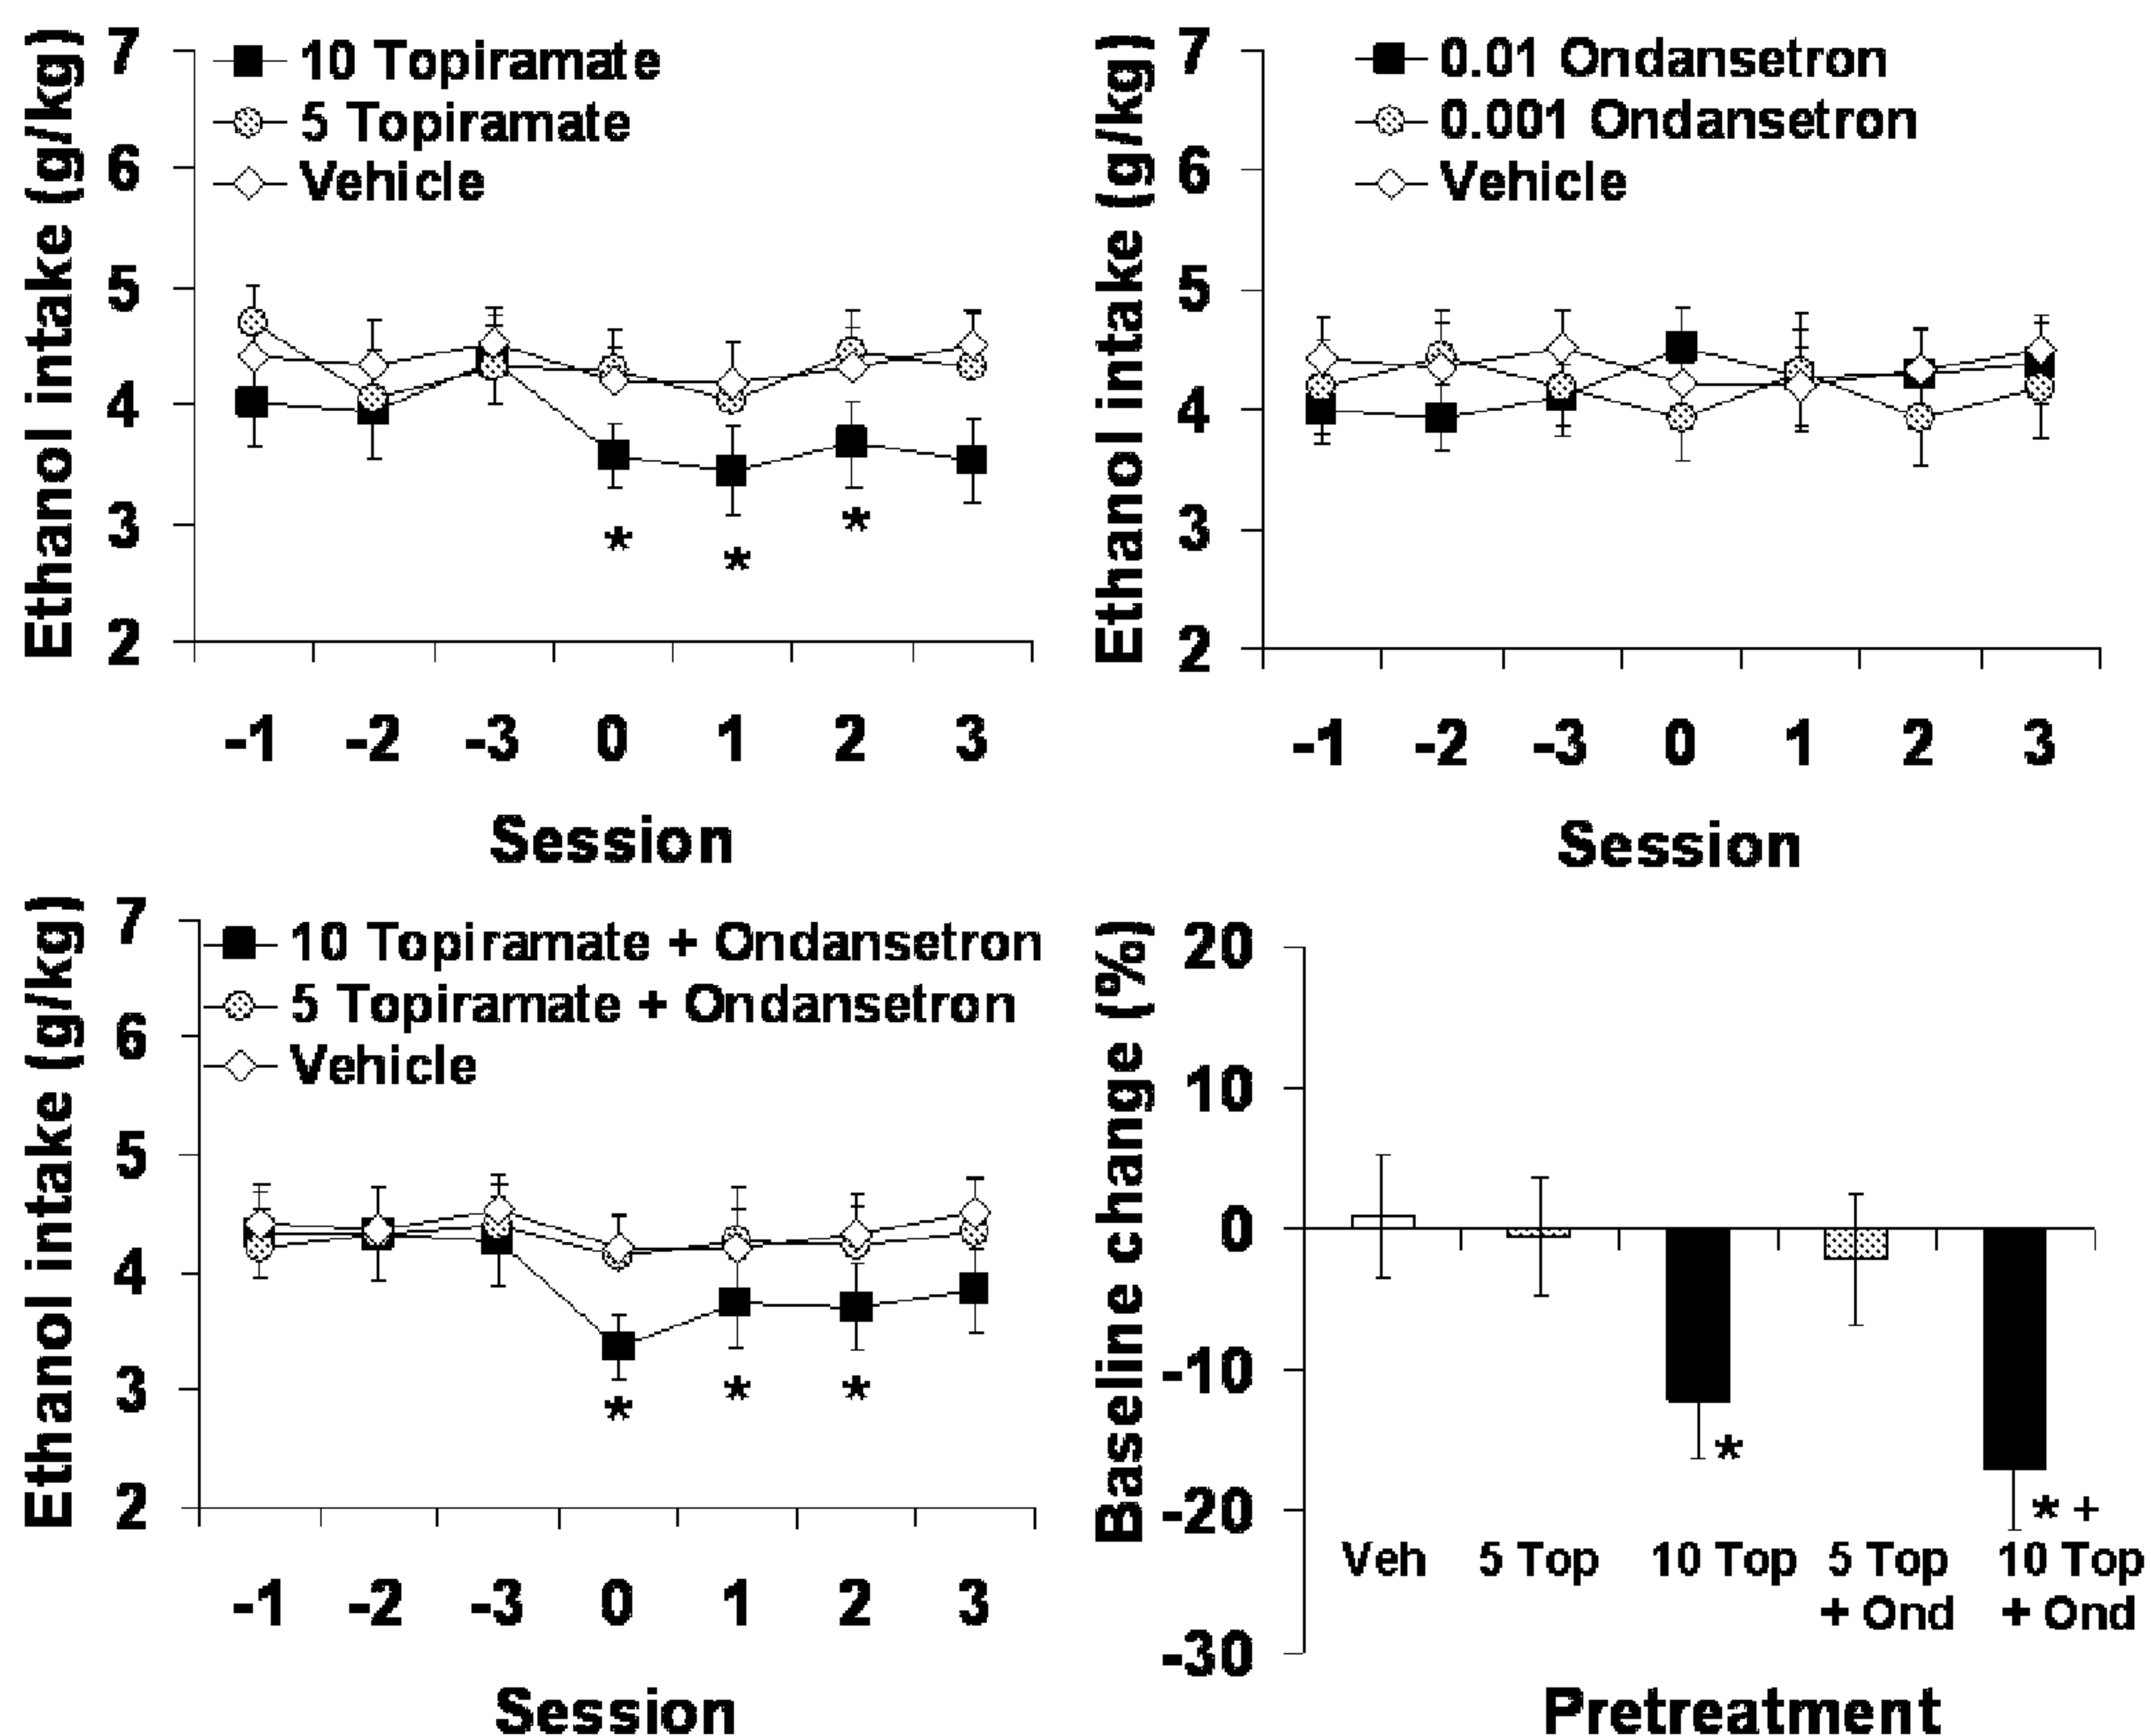 Ethanol intake (g/kg)
7
6
5
4
3
2
10 Topiramate
5 Topiramate
Vehicle
* * *
-1 -2 -3 0 1 2 3
Session
Ethanol intake (g/kg)
7
6
5
4
3
2
0.01 Ondansetron
0.001 Ondansetron
Vehicle
-1 -2 -3 0 1 2 3
Session
Ethanol intake (g/kg)
7
6
5
4
3
2
10 Topiramate + Ondansetron
5 Topiramate + Ondansetron
Vehicle
* * *
-1 -2 -3 0 1 2 3
Session
Baseline change (%)
20
10
0
-10
-20
-30
*
* +
Veh 5 Top 10 Top 5 Top 10 Top
+ Ond + Ond
Pretreatment